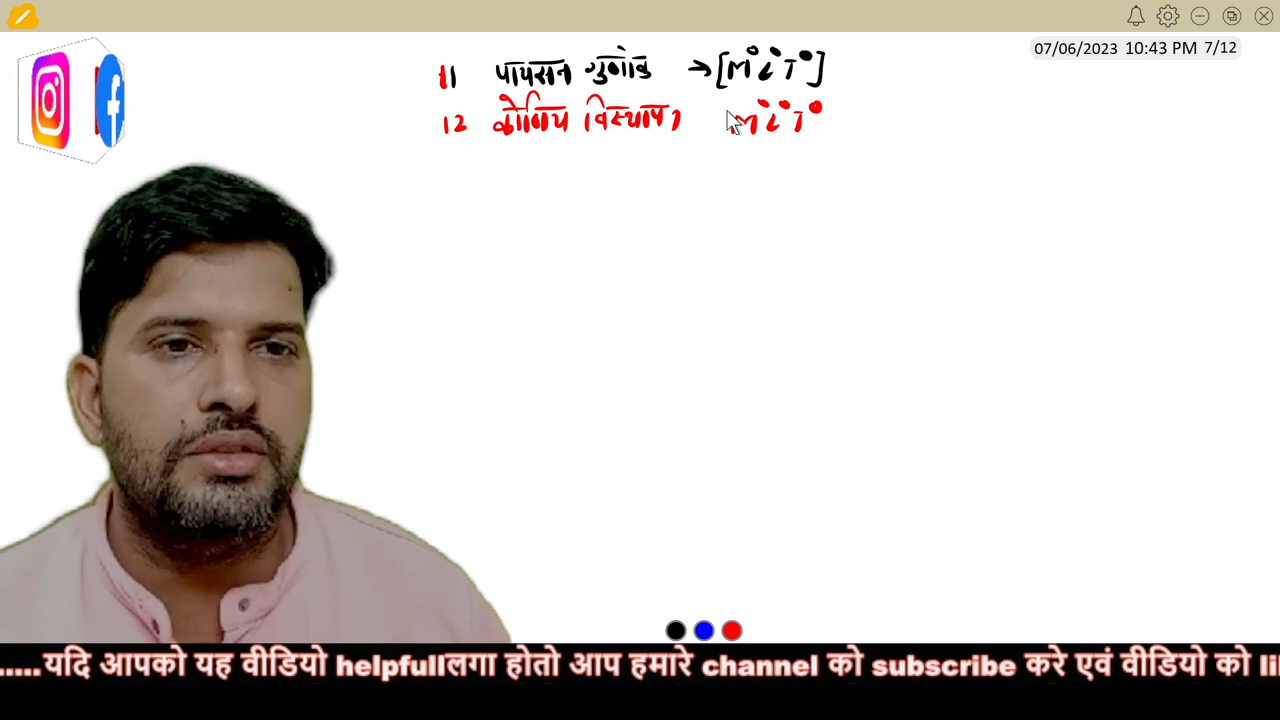 07/06/2023 10:43 PM 7/12
11 पायसन गुणांक → [M⁰L⁰T⁰]
12 कोणिय विस्थापन M⁰L⁰T⁰
.....यदि आपको यह वीडियो helpfullलगा होतो आप हमारे channel को subscribe करे एवं वीडियो को li